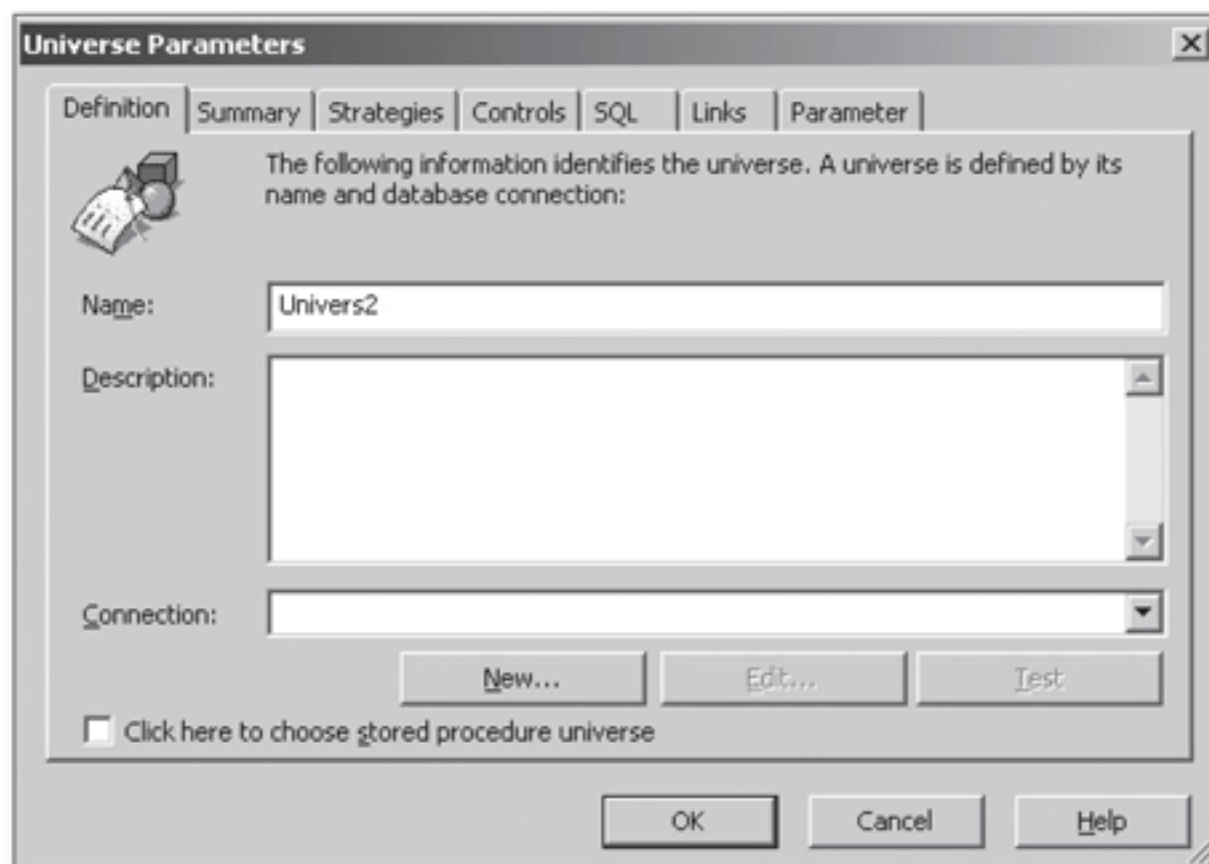 Universe Parameters
Definition Summary Strategies Controls SQL Links Parameter
The following information identifies the universe. A universe is defined by its
name and database connection:
Name: Univers2
Description:
Connection:
New... Edit... Test
Click here to choose stored procedure universe
OK Cancel Help